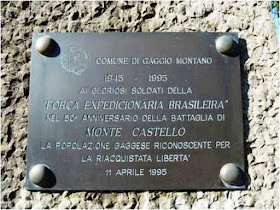 COMUNE DI GAGGIO MONTANO
1945 - 1995
AI GLORIOSI SOLDATI DELLA
"FORÇA EXPEDICIONÁRIA BRASILEIRA"
NEL 50º ANNIVERSARIO DELLA BATTAGLIA DI
MONTE CASTELLO
LA POPOLAZIONE GAGGESE RICONOSCENTE PER
LA RIACQUISTATA LIBERTA'
11 APRILE 1995